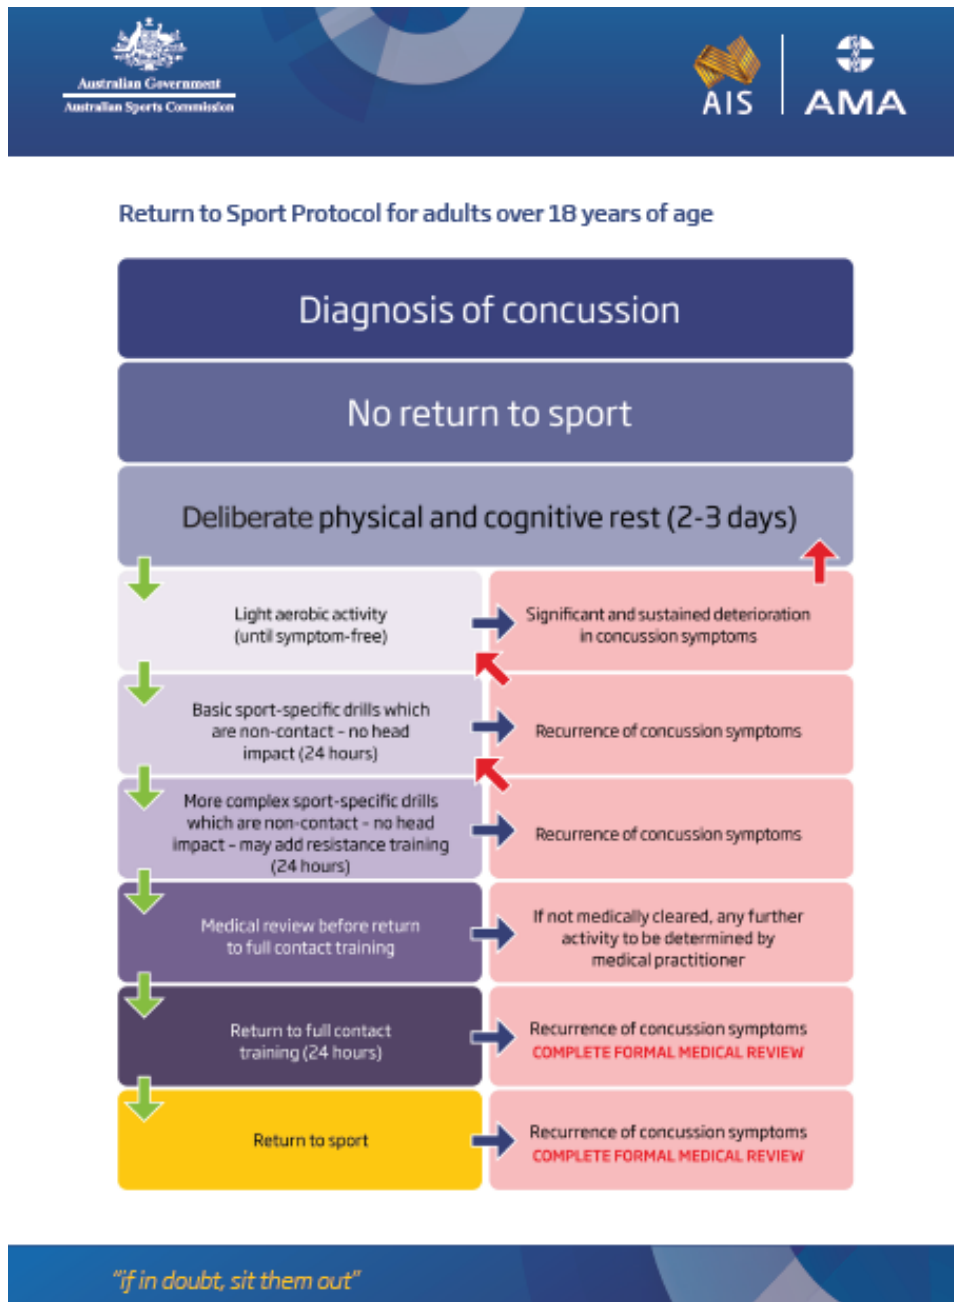 Australian Government
Australian Sports Commission
AIS
AMA
Return to Sport Protocol for adults over 18 years of age
Diagnosis of concussion
No return to sport
Deliberate physical and cognitive rest (2-3 days)
Light aerobic activity
(until symptom-free)
Significant and sustained deterioration
in concussion symptoms
Basic sport-specific drills which
are non-contact – no head
impact (24 hours)
Recurrence of concussion symptoms
More complex sport-specific drills
which are non-contact – no head
impact – may add resistance training
(24 hours)
Recurrence of concussion symptoms
Medical review before return
to full contact training
If not medically cleared, any further
activity to be determined by
medical practitioner
Return to full contact
training (24 hours)
Recurrence of concussion symptoms
COMPLETE FORMAL MEDICAL REVIEW
Return to sport
Recurrence of concussion symptoms
COMPLETE FORMAL MEDICAL REVIEW
"if in doubt, sit them out"